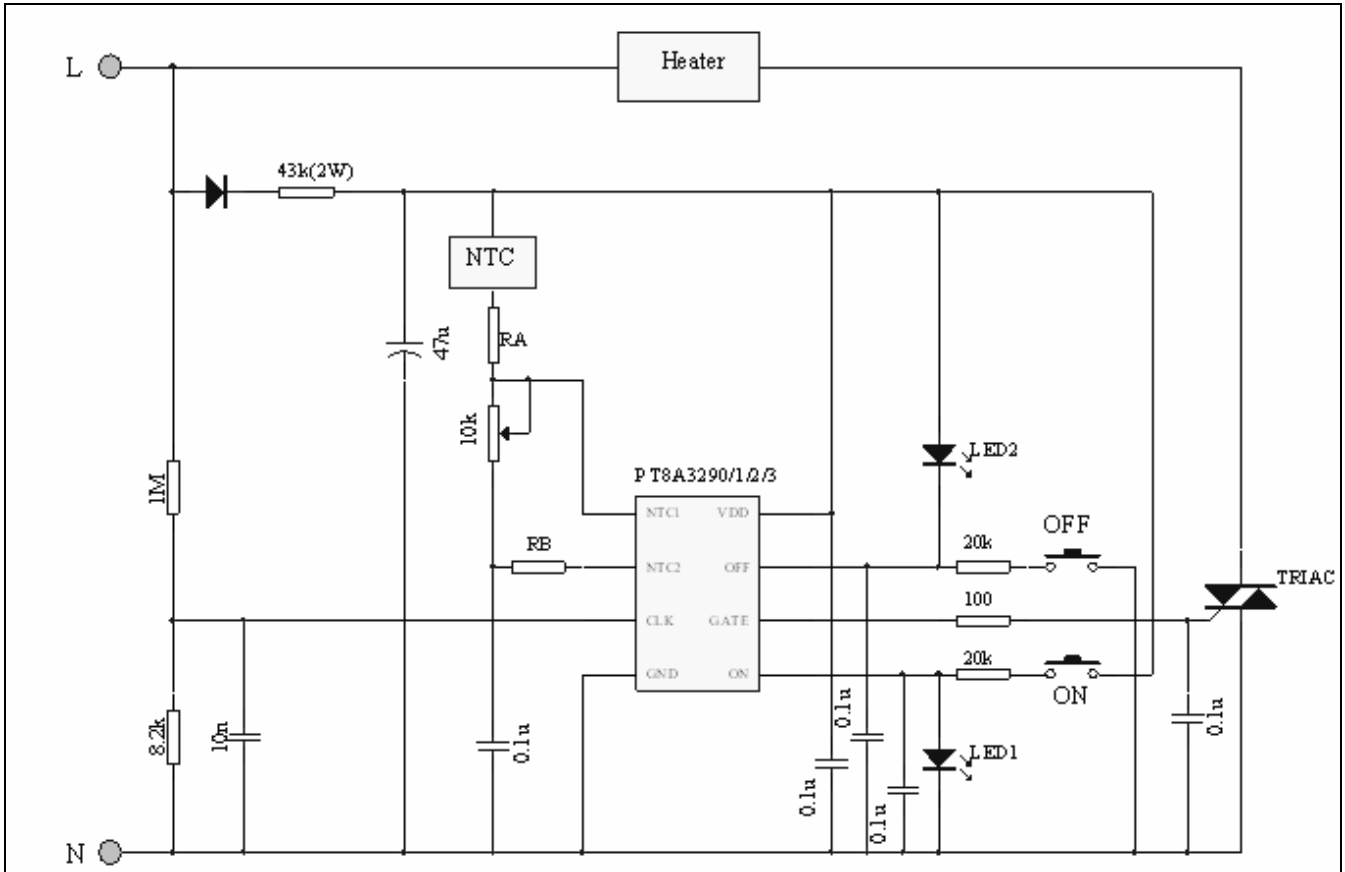 L
Heater
43k(2W)
NTC
RA
47u
10k
LED2
1M
PT8A3290/1/2/3
NTC1 VDD
OFF
RB
20k
NTC2 OFF
TRIAC
100
CLK GATE
20k
GND ON
ON
8.2k
10n
0.1u
0.1u
0.1u
0.1u
0.1u
LED1
N